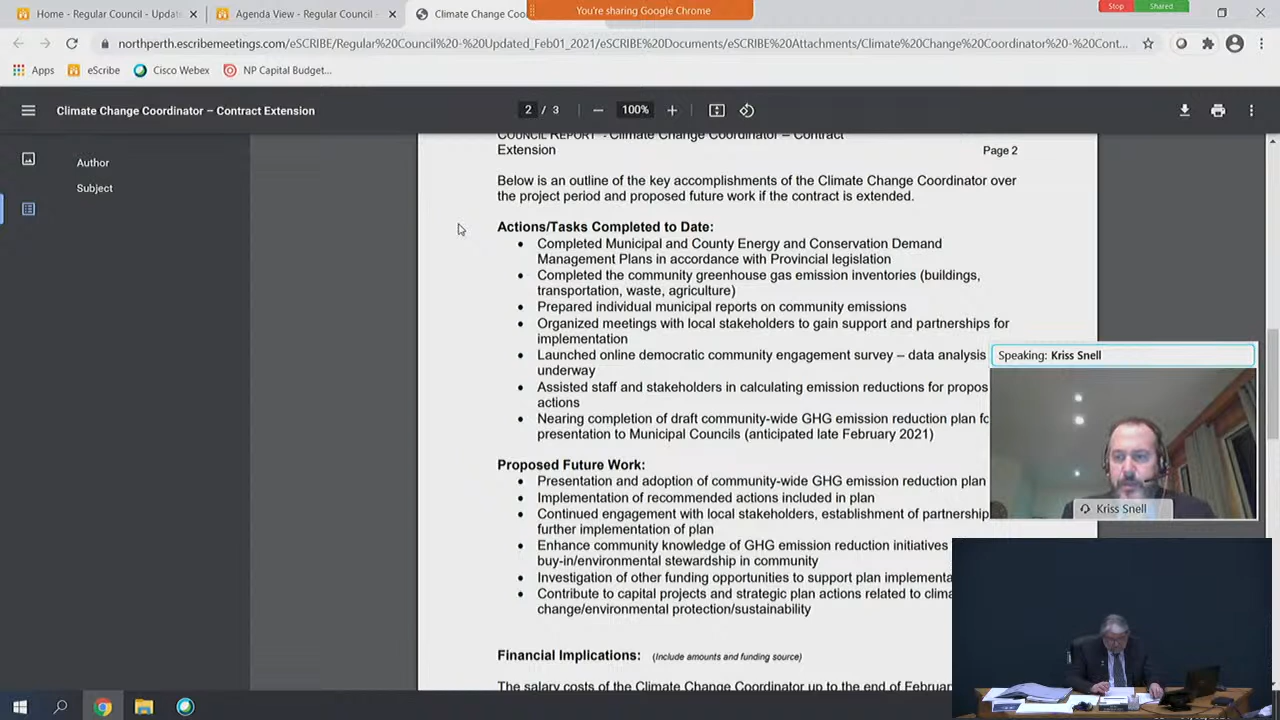 Home - Regular Council - Updat
Agenda View - Regular Council -
Climate Change Coo
You're sharing Google Chrome
Stop
Shared
northperth.escribemeetings.com/eSCRIBE/Regular%20Council%20-%20Updated_Feb01_2021/eSCRIBE%20Documents/eSCRIBE%20Attachments/Climate%20Change%20Coordinator%20-%20Cont...
Apps
eScribe
Cisco Webex
NP Capital Budget...
Climate Change Coordinator – Contract Extension
2 / 3
100%
Author
Subject
COUNCIL REPORT - Climate Change Coordinator – Contract
Extension
Page 2
Below is an outline of the key accomplishments of the Climate Change Coordinator over
the project period and proposed future work if the contract is extended.
Actions/Tasks Completed to Date:
• Completed Municipal and County Energy and Conservation Demand
Management Plans in accordance with Provincial legislation
• Completed the community greenhouse gas emission inventories (buildings,
transportation, waste, agriculture)
• Prepared individual municipal reports on community emissions
• Organized meetings with local stakeholders to gain support and partnerships for
implementation
• Launched online democratic community engagement survey – data analysis
underway
• Assisted staff and stakeholders in calculating emission reductions for propos
actions
• Nearing completion of draft community-wide GHG emission reduction plan fo
presentation to Municipal Councils (anticipated late February 2021)
Proposed Future Work:
• Presentation and adoption of community-wide GHG emission reduction plan
• Implementation of recommended actions included in plan
• Continued engagement with local stakeholders, establishment of partnership
further implementation of plan
• Enhance community knowledge of GHG emission reduction initiatives
buy-in/environmental stewardship in community
• Investigation of other funding opportunities to support plan implementa
• Contribute to capital projects and strategic plan actions related to clima
change/environmental protection/sustainability
Financial Implications: (Include amounts and funding source)
The salary costs of the Climate Change Coordinator up to the end of Februar
Speaking: Kriss Snell
Kriss Snell